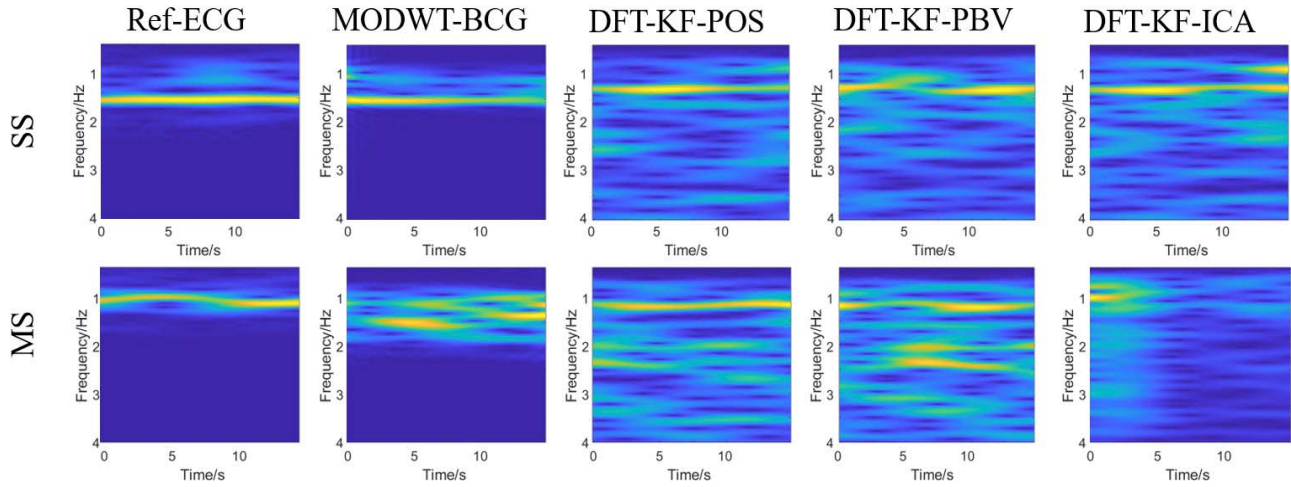 Ref-ECG MODWT-BCG DFT-KF-POS DFT-KF-PBV DFT-KF-ICA
SS
Frequency/Hz
1
2
3
4
0 5 10
Time/s
Frequency/Hz
1
2
3
4
0 5 10
Time/s
Frequency/Hz
1
2
3
4
0 5 10
Time/s
Frequency/Hz
1
2
3
4
0 5 10
Time/s
Frequency/Hz
1
2
3
4
0 5 10
Time/s
MS
Frequency/Hz
1
2
3
4
0 5 10
Time/s
Frequency/Hz
1
2
3
4
0 5 10
Time/s
Frequency/Hz
1
2
3
4
0 5 10
Time/s
Frequency/Hz
1
2
3
4
0 5 10
Time/s
Frequency/Hz
1
2
3
4
0 5 10
Time/s